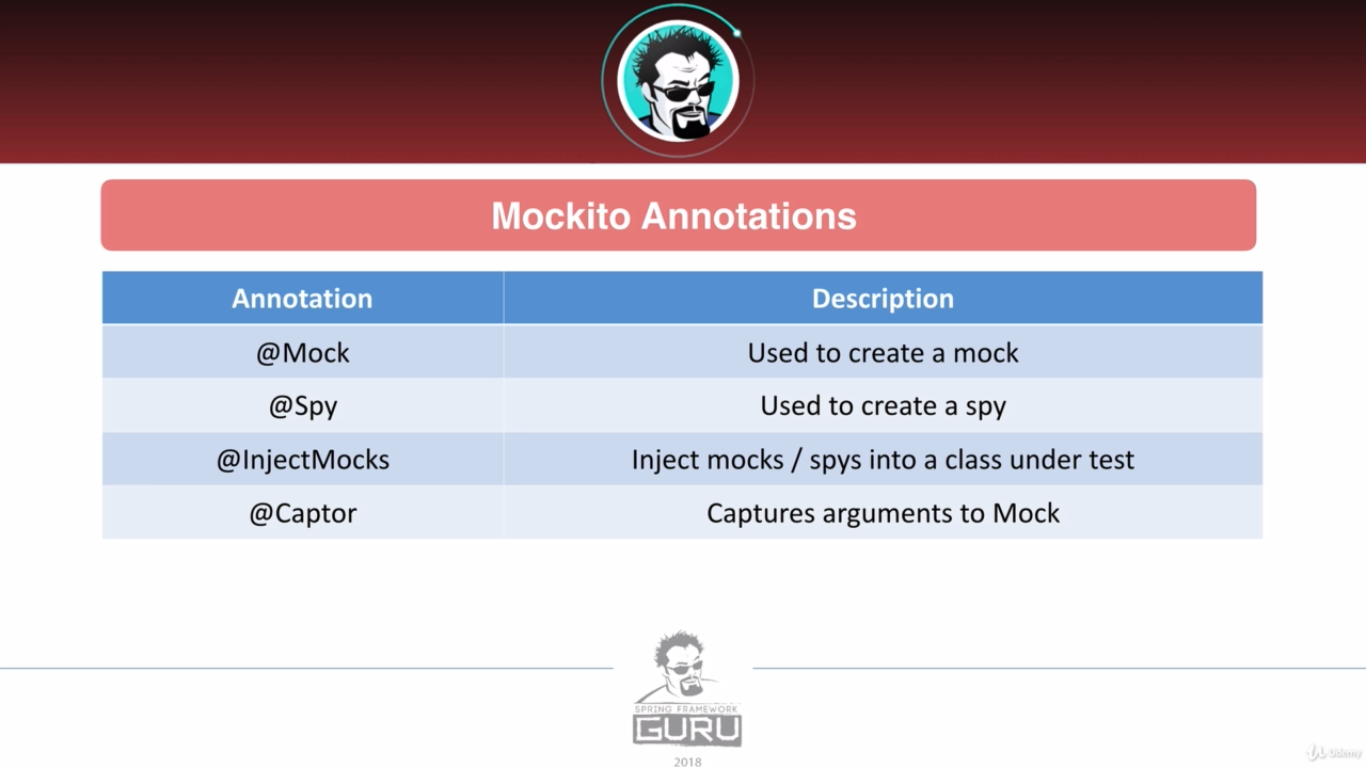 Mockito Annotations
Annotation Description
@Mock Used to create a mock
@Spy Used to create a spy
@InjectMocks Inject mocks / spys into a class under test
@Captor Captures arguments to Mock
SPRING FRAMEWORK
GURU
2018
Udemy